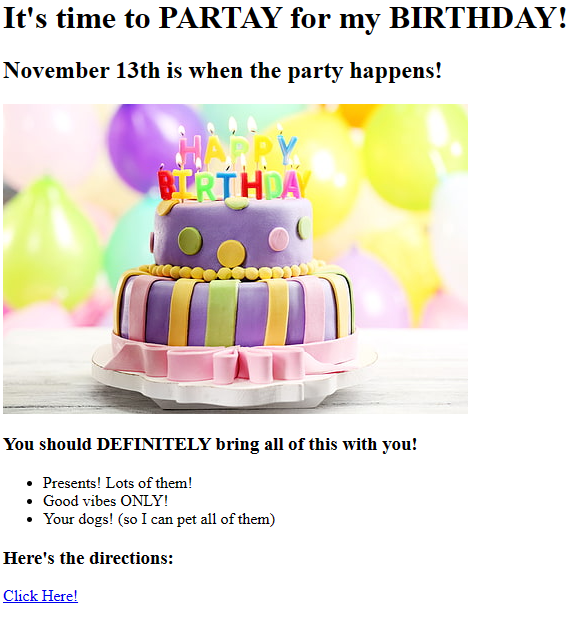 It's time to PARTAY for my BIRTHDAY!
November 13th is when the party happens!
HAPPY
BIRTHDAY
You should DEFINITELY bring all of this with you!
Presents! Lots of them!
Good vibes ONLY!
Your dogs! (so I can pet all of them)
Here's the directions:
Click Here!